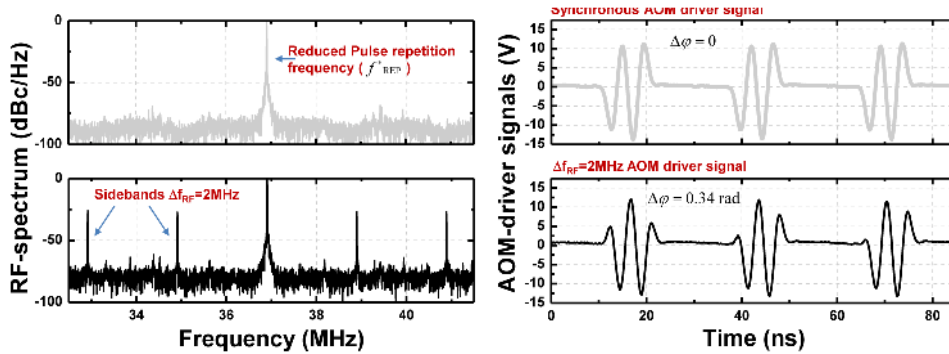 Synchronous AOM driver signal
RF-spectrum (dBc/Hz)
0
-50
-100
Reduced Pulse repetition
frequency ( f*REP )
0
-50
-100
Sidebands ΔfRF=2MHz
34
36
38
40
Frequency (MHz)
AOM-driver signals (V)
15
10
5
0
-5
-10
-15
Δφ = 0
ΔfRF=2MHz AOM driver signal
15
10
5
0
-5
-10
-15
Δφ = 0.34 rad
0
20
40
60
80
Time (ns)